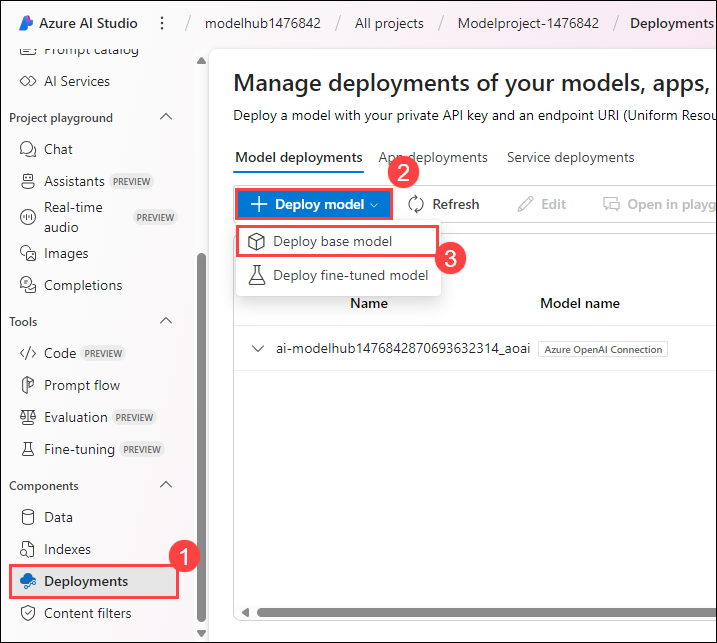 Azure AI Studio / modelhub1476842 / All projects / Modelproject-1476842 / Deployments
Prompt catalog
AI Services
Project playground
Chat
Assistants PREVIEW
Real-time
audio PREVIEW
Images
Completions
Tools
Code PREVIEW
Prompt flow
Evaluation PREVIEW
Fine-tuning PREVIEW
Components
Data
Indexes
1
Deployments
Content filters
Manage deployments of your models, apps,
Deploy a model with your private API key and an endpoint URI (Uniform Resou
Model deployments App deployments Service deployments
2
Deploy model Refresh Edit Open in playg
Deploy base model
3
Deploy fine-tuned model
Name Model name
ai-modelhub1476842870693632314_aoai Azure OpenAI Connection